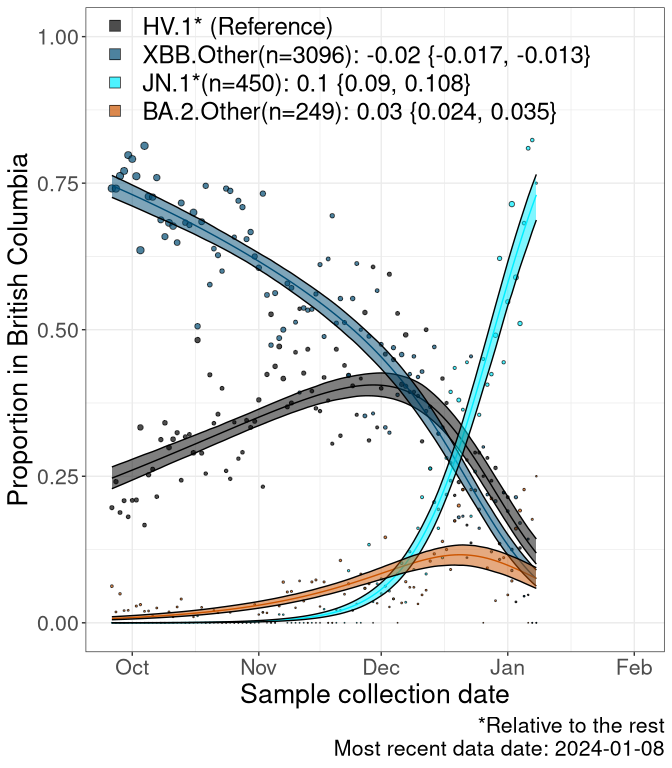 HV.1* (Reference)
XBB.Other(n=3096): -0.02 {-0.017, -0.013}
JN.1*(n=450): 0.1 {0.09, 0.108}
BA.2.Other(n=249): 0.03 {0.024, 0.035}
Proportion in British Columbia
1.00
0.75
0.50
0.25
0.00
Oct Nov Dec Jan Feb
Sample collection date
*Relative to the rest
Most recent data date: 2024-01-08